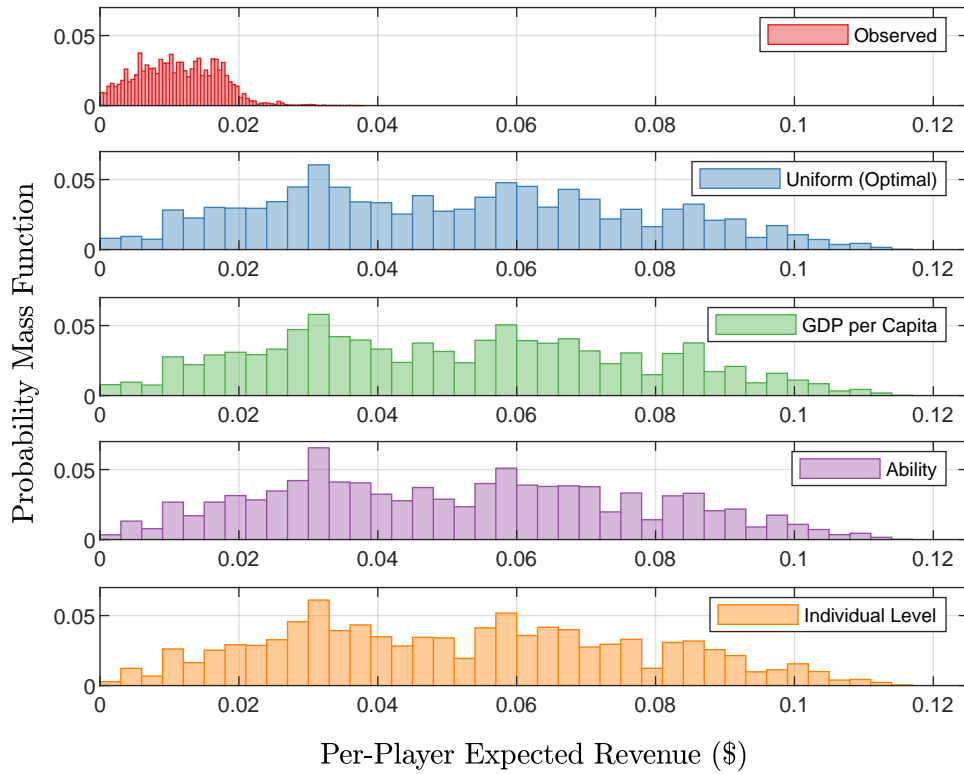 Probability Mass Function
0.05
0
Observed
0 0.02 0.04 0.06 0.08 0.1 0.12
0.05
0
Uniform (Optimal)
0 0.02 0.04 0.06 0.08 0.1 0.12
0.05
0
GDP per Capita
0 0.02 0.04 0.06 0.08 0.1 0.12
0.05
0
Ability
0 0.02 0.04 0.06 0.08 0.1 0.12
0.05
0
Individual Level
0 0.02 0.04 0.06 0.08 0.1 0.12
Per-Player Expected Revenue ($)